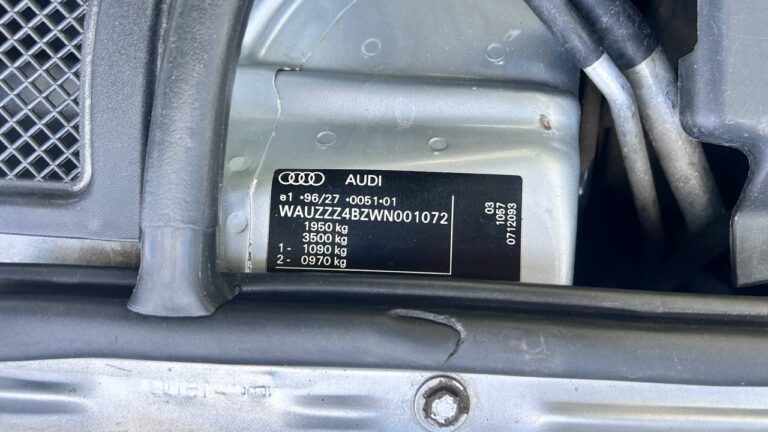 AUDI
e1 •96/27 •0051•01
WAUZZZ4BZWN001072
1950 kg
3500 kg
1 - 1090 kg
2 - 0970 kg
03
1057
0712093